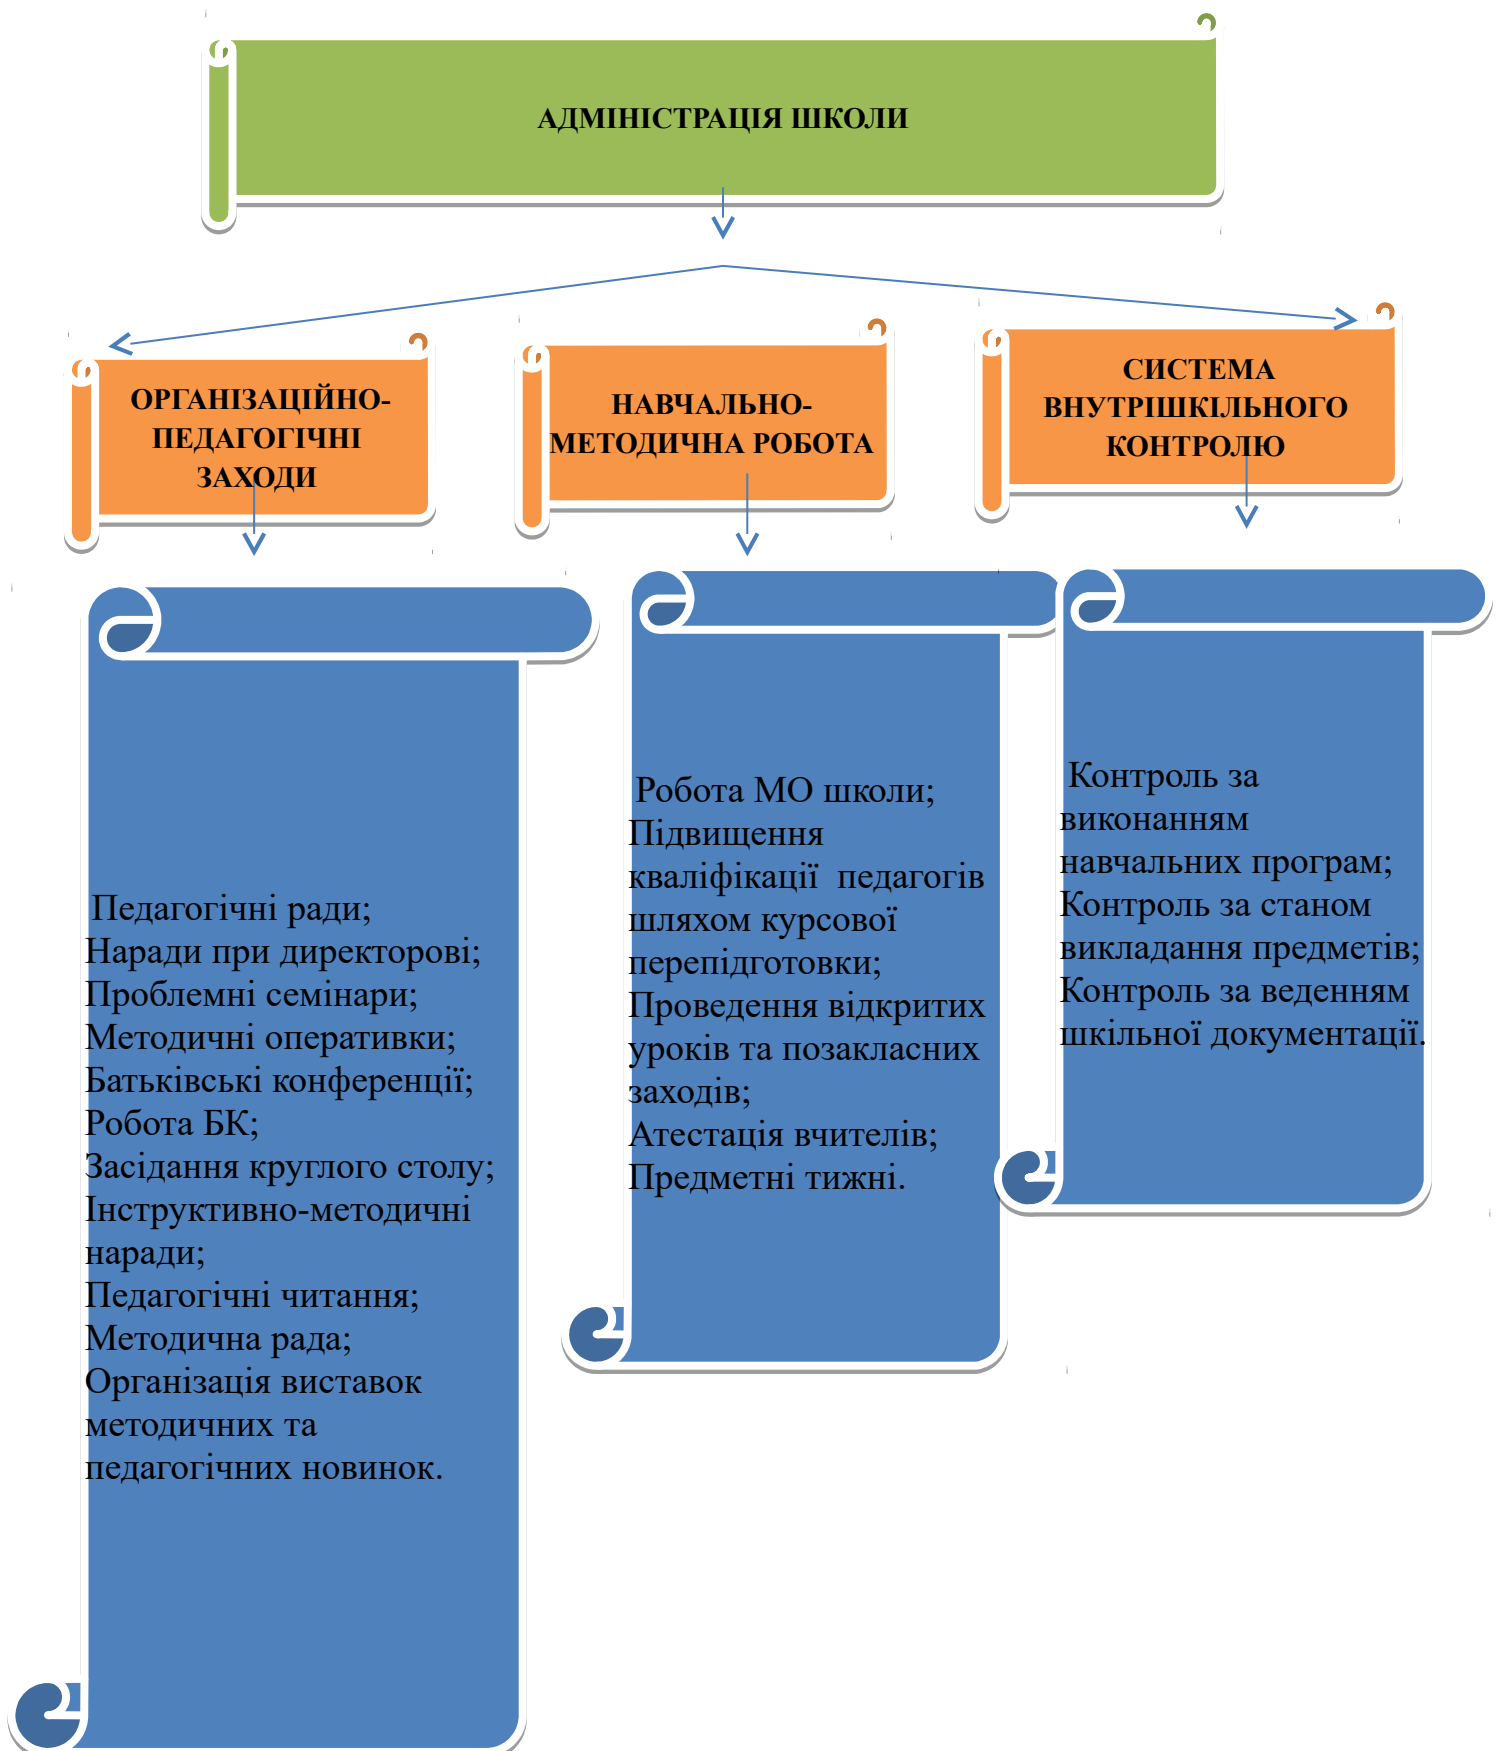 АДМІНІСТРАЦІЯ ШКОЛИ
ОРГАНІЗАЦІЙНО-
ПЕДАГОГІЧНІ
ЗАХОДИ
НАВЧАЛЬНО-
МЕТОДИЧНА РОБОТА
СИСТЕМА
ВНУТРІШКІЛЬНОГО
КОНТРОЛЮ
Педагогічні ради;
Наради при директорові;
Проблемні семінари;
Методичні оперативки;
Батьківські конференції;
Робота БК;
Засідання круглого столу;
Інструктивно-методичні
наради;
Педагогічні читання;
Методична рада;
Організація виставок
методичних та
педагогічних новинок.
Робота МО школи;
Підвищення
кваліфікації  педагогів
шляхом курсової
перепідготовки;
Проведення відкритих
уроків та позакласних
заходів;
Атестація вчителів;
Предметні тижні.
Контроль за
виконанням
навчальних програм;
Контроль за станом
викладання предметів;
Контроль за веденням
шкільної документації.